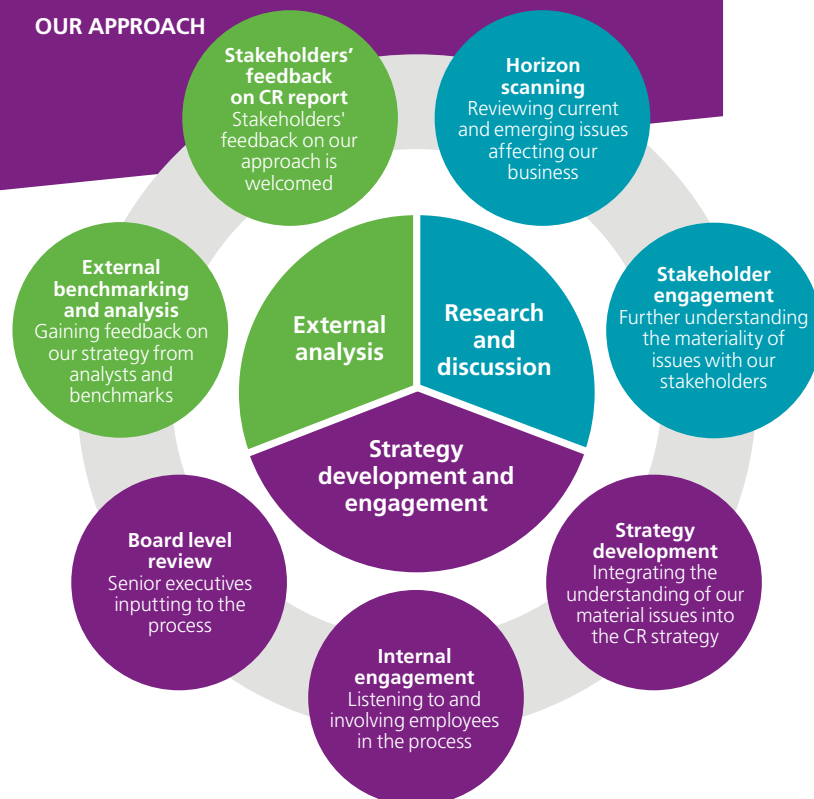 OUR APPROACH
Stakeholders’
feedback
on CR report
Stakeholders'
feedback on our
approach is
welcomed
Horizon
scanning
Reviewing current
and emerging issues
affecting our
business
External
benchmarking
and analysis
Gaining feedback on
our strategy from
analysts and
benchmarks
External
analysis
Research
and
discussion
Stakeholder
engagement
Further understanding
the materiality of
issues with our
stakeholders
Strategy
development and
engagement
Board level
review
Senior executives
inputting to the
process
Internal
engagement
Listening to and
involving employees
in the process
Strategy
development
Integrating the
understanding of our
material issues into
the CR strategy